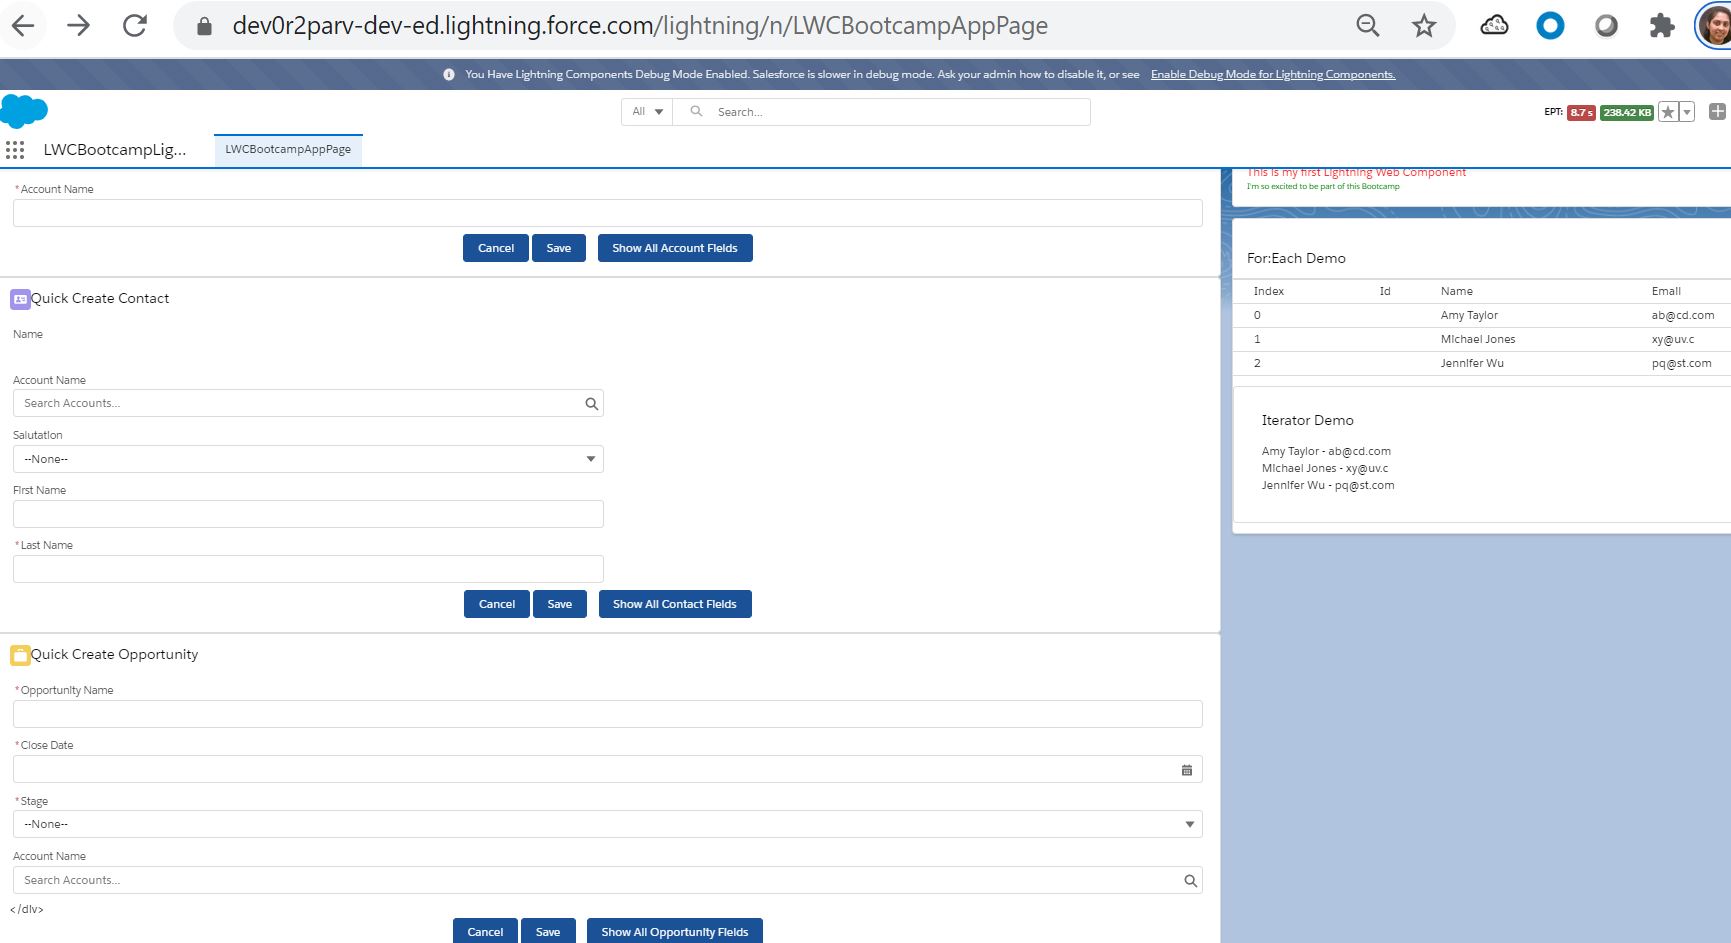 dev0r2parv-dev-ed.lightning.force.com/lightning/n/LWCBootcampAppPage
You Have Lightning Components Debug Mode Enabled. Salesforce is slower in debug mode. Ask your admin how to disable it, or see Enable Debug Mode for Lightning Components.
All Search...
EPT: 8.7 s 238.42 KB
LWCBootcampLig... LWCBootcampAppPage
*Account Name
Cancel Save Show All Account Fields
Quick Create Contact
Name
Account Name
Search Accounts...
Salutation
--None--
First Name
*Last Name
Cancel Save Show All Contact Fields
Quick Create Opportunity
*Opportunity Name
*Close Date
*Stage
--None--
Account Name
Search Accounts...
</div>
Cancel Save Show All Opportunity Fields
This is my first Lightning Web Component
I'm so excited to be part of this Bootcamp
For:Each Demo
Index Id Name Email
0 Amy Taylor ab@cd.com
1 Michael Jones xy@uv.c
2 Jennifer Wu pq@st.com
Iterator Demo
Amy Taylor - ab@cd.com
Michael Jones - xy@uv.c
Jennifer Wu - pq@st.com